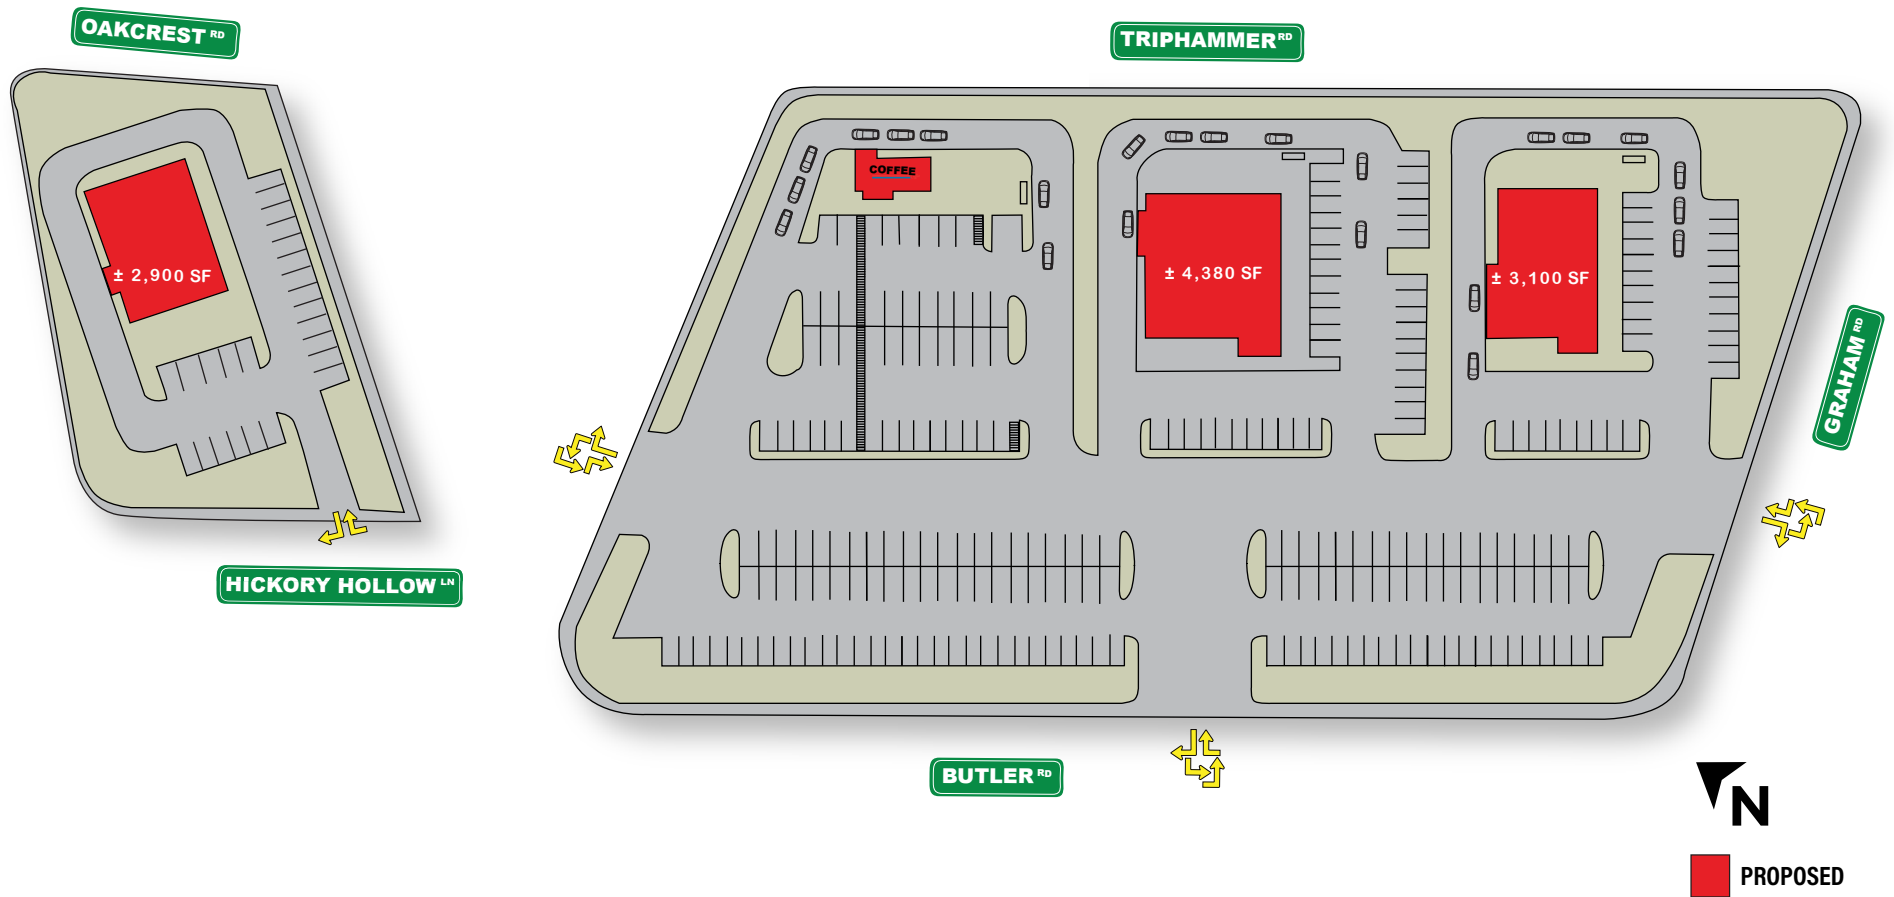 OAKCREST RD
TRIPHAMMER RD
COFFEE
± 2,900 SF
± 4,380 SF
± 3,100 SF
GRAHAM RD
HICKORY HOLLOW LN
BUTLER RD
N
PROPOSED